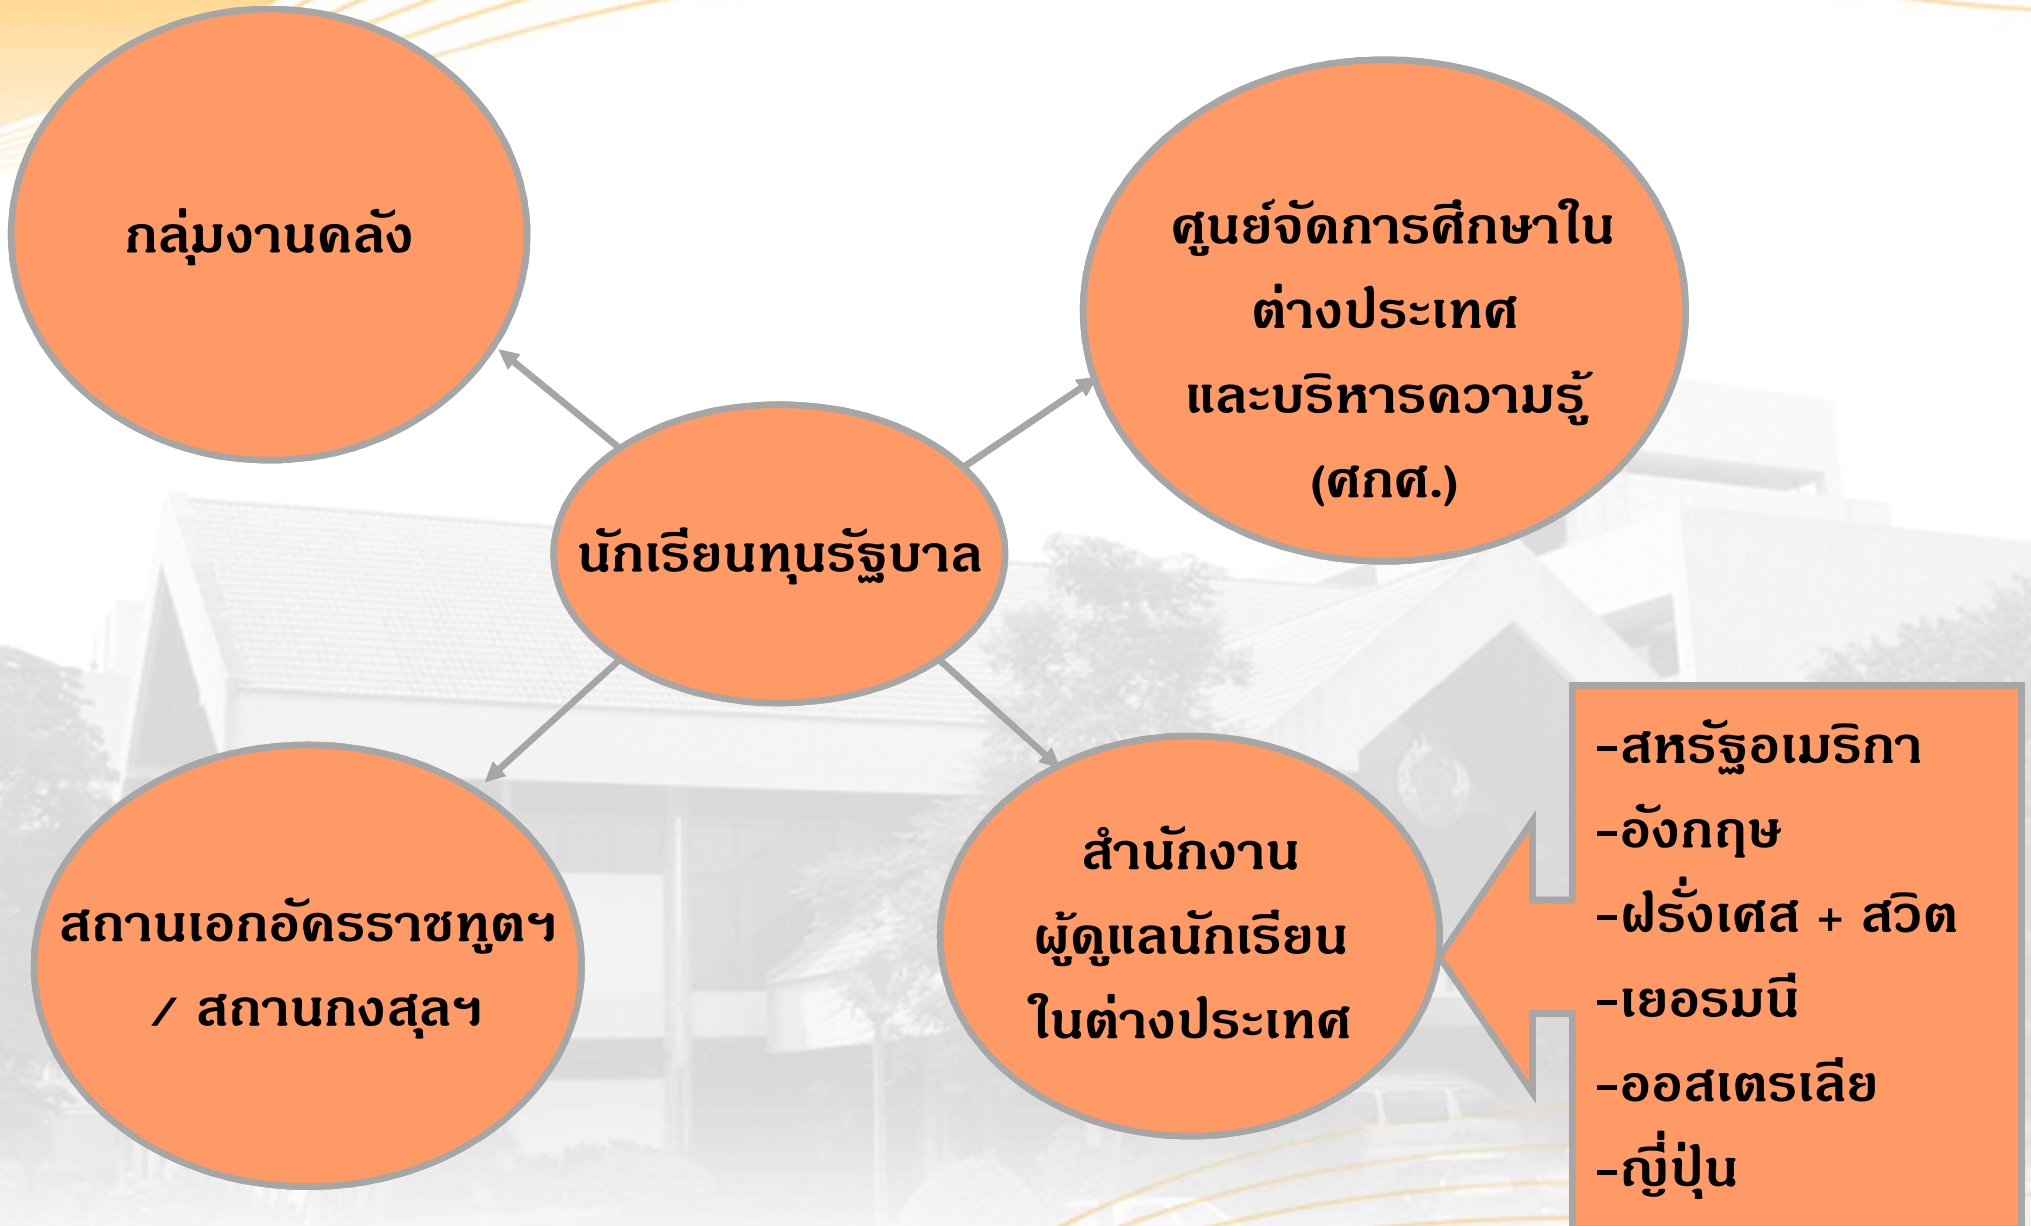 กลุ่มงานคลัง
ศูนย์จัดการศึกษาใน
ต่างประเทศ
และบริหารความรู้
(ศกศ.)
นักเรียนทุนรัฐบาล
สถานเอกอัครราชทูตฯ
/ สถานกงสุลฯ
สำนักงาน
ผู้ดูแลนักเรียน
ในต่างประเทศ
-สหรัฐอเมริกา
-อังกฤษ
-ฝรั่งเศส + สวิต
-เยอรมนี
-ออสเตรเลีย
-ญี่ปุ่น